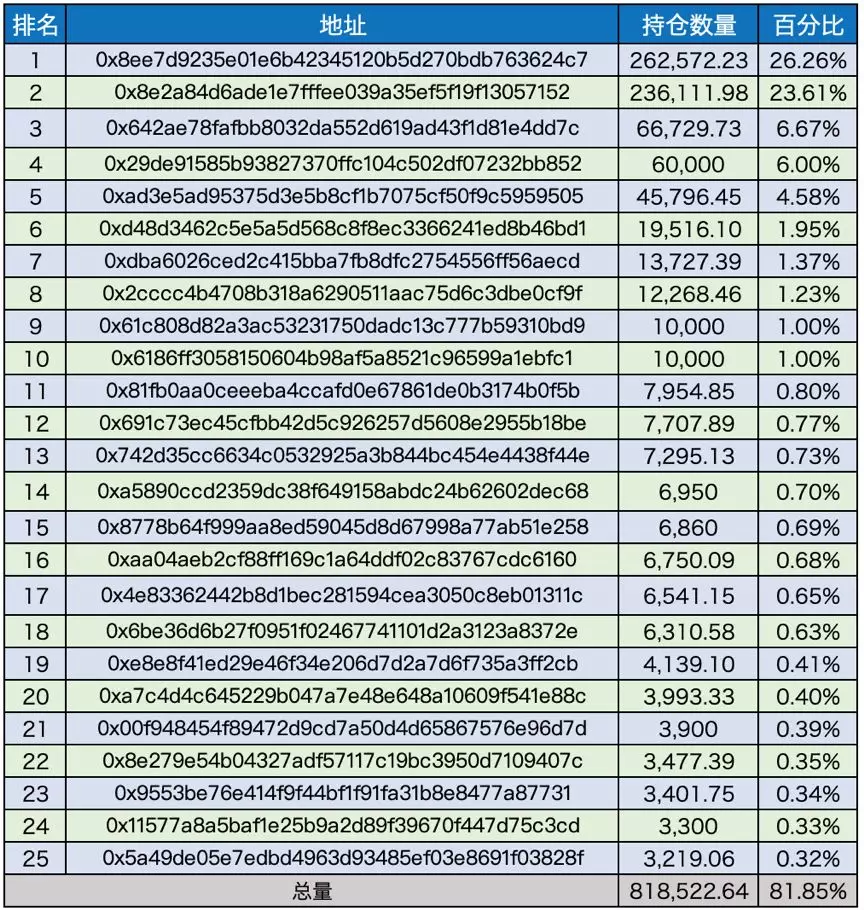 排名 地址 持仓数量 百分比
1 0x8ee7d9235e01e6b42345120b5d270bdb763624c7 262,572.23 26.26%
2 0x8e2a84d6ade1e7fffee039a35ef5f19f13057152 236,111.98 23.61%
3 0x642ae78fafbb8032da552d619ad43f1d81e4dd7c 66,729.73 6.67%
4 0x29de91585b93827370ffc104c502df07232bb852 60,000 6.00%
5 0xad3e5ad95375d3e5b8cf1b7075cf50f9c5959505 45,796.45 4.58%
6 0xd48d3462c5e5a5d568c8f8ec3366241ed8b46bd1 19,516.10 1.95%
7 0xdba6026ced2c415bba7fb8dfc2754556ff56aecd 13,727.39 1.37%
8 0x2cccc4b4708b318a6290511aac75d6c3dbe0cf9f 12,268.46 1.23%
9 0x61c808d82a3ac53231750dadc13c777b59310bd9 10,000 1.00%
10 0x6186ff3058150604b98af5a8521c96599a1ebfc1 10,000 1.00%
11 0x81fb0aa0ceeeba4ccafd0e67861de0b3174b0f5b 7,954.85 0.80%
12 0x691c73ec45cfbb42d5c926257d5608e2955b18be 7,707.89 0.77%
13 0x742d35cc6634c0532925a3b844bc454e4438f44e 7,295.13 0.73%
14 0xa5890ccd2359dc38f649158abdc24b62602dec68 6,950 0.70%
15 0x8778b64f999aa8ed59045d8d67998a77ab51e258 6,860 0.69%
16 0xaa04aeb2cf88ff169c1a64ddf02c83767cdc6160 6,750.09 0.68%
17 0x4e83362442b8d1bec281594cea3050c8eb01311c 6,541.15 0.65%
18 0x6be36d6b27f0951f02467741101d2a3123a8372e 6,310.58 0.63%
19 0xe8e8f41ed29e46f34e206d7d2a7d6f735a3ff2cb 4,139.10 0.41%
20 0xa7c4d4c645229b047a7e48e648a10609f541e88c 3,993.33 0.40%
21 0x00f948454f89472d9cd7a50d4d65867576e96d7d 3,900 0.39%
22 0x8e279e54b04327adf57117c19bc3950d7109407c 3,477.39 0.35%
23 0x9553be76e414f9f44bf1f91fa31b8e8477a87731 3,401.75 0.34%
24 0x11577a8a5baf1e25b9a2d89f39670f447d75c3cd 3,300 0.33%
25 0x5a49de05e7edbd4963d93485ef03e8691f03828f 3,219.06 0.32%
总量 818,522.64 81.85%